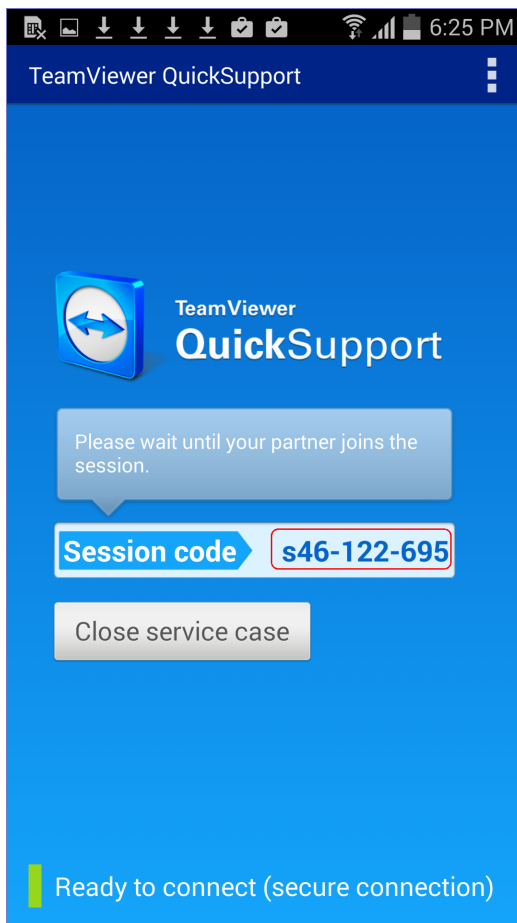 6:25 PM
TeamViewer QuickSupport
TeamViewer
QuickSupport
Please wait until your partner joins the
session.
Session code s46-122-695
Close service case
Ready to connect (secure connection)